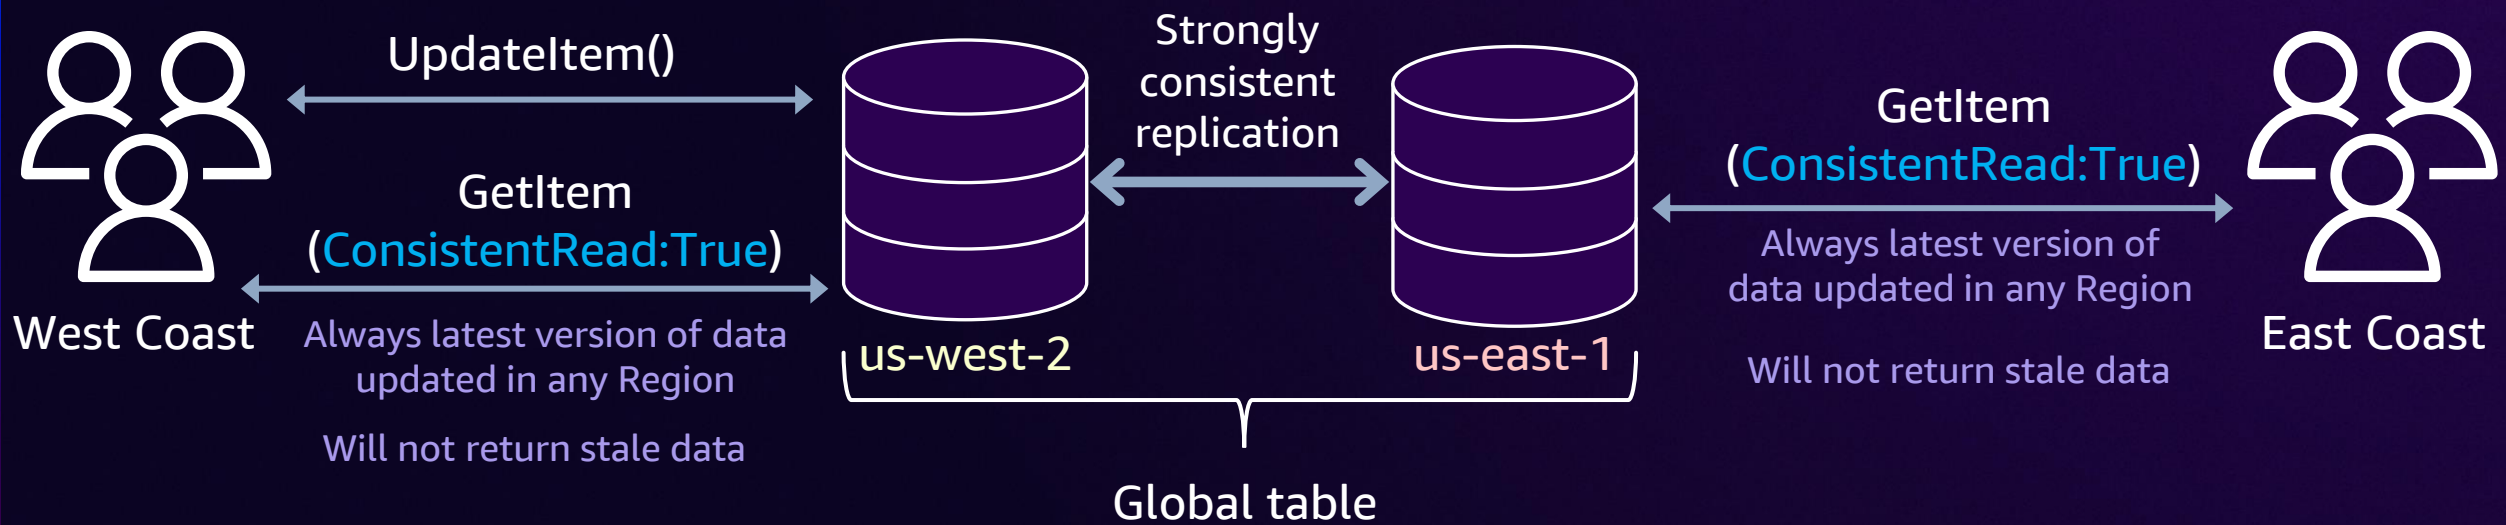 UpdateItem()
GetItem
(ConsistentRead:True)
Always latest version of data
updated in any Region
Will not return stale data
West Coast
Strongly
consistent
replication
us-west-2
us-east-1
Global table
GetItem
(ConsistentRead:True)
Always latest version of
data updated in any Region
Will not return stale data
East Coast